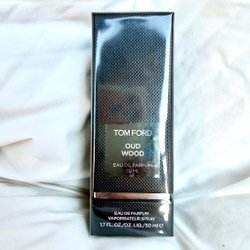 TOM FORD
OUD
WOOD
EAU DE PARFUM
50 ML
EAU DE PARFUM
VAPORISATEUR SPRAY
1.7 FL.OZ./OZ. LIQ./50 ml ℮